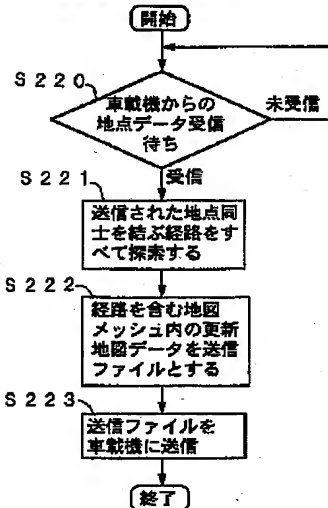 開始
S220
車載機からの
地点データ受信
待ち
未受信
受信
S221
送信された地点同
士を結ぶ経路をす
べて探索する
S222
経路を含む地図
メッシュ内の更新
地図データを送信
ファイルとする
S223
送信ファイルを
車載機に送信
終了